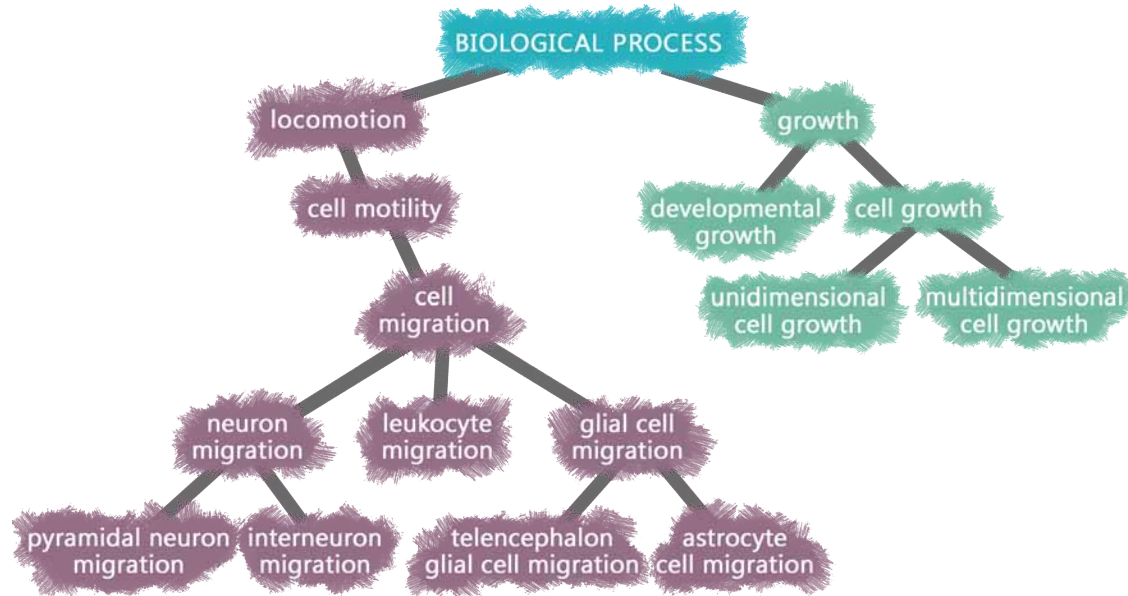 BIOLOGICAL PROCESS
locomotion
growth
cell motility
developmental
growth
cell growth
cell
migration
unidimensional
cell growth
multidimensional
cell growth
neuron
migration
leukocyte
migration
glial cell
migration
pyramidal neuron
migration
interneuron
migration
telencephalon
glial cell migration
astrocyte
cell migration